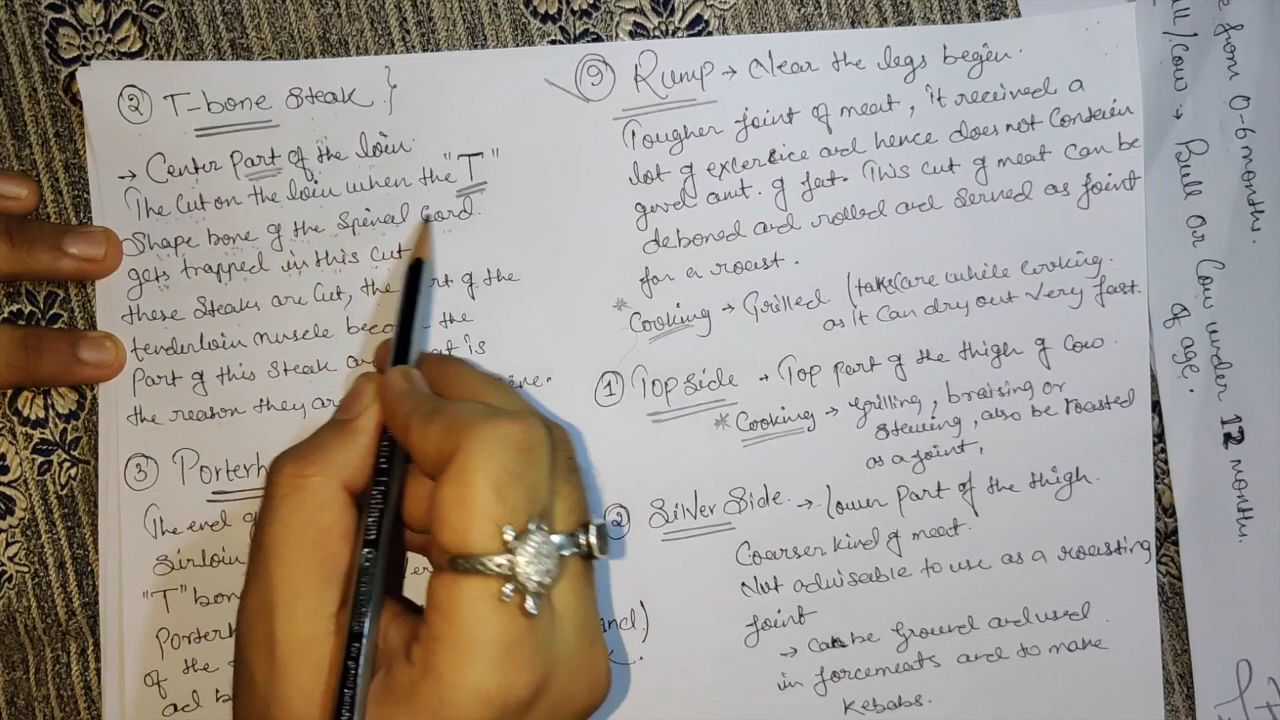 ② T-bone Steak.}
→ Center part of the loin.
The cut on the loin when the "T"
Shape bone of the Spinal Cord.
gets trapped in this cut
these Steaks are cut, the of the
tenderloin muscle the
Part of this Steak is
the reason they are
③ Porterh
The end
Sirloin
"T" bon
Porterh
of the
⑨ Rump → Near the legs begin.
Tougher joint of meat, it received a
lot of excercice and hence does not contain
good amt. of fat. This cut of meat can be
deboned and rolled and served as joint
for a roast.
* Cooking → Grilled (take care while cooking.
as it can dry out very fast.
① Top Side → Top part of the thigh of cow.
* Cooking → grilling, braising or
stewing, also be roasted
as a joint,
② Silver Side. → lower part of the thigh.
Coarser kind of meat.
Not adviseable to use as a roasting
joint
→ Can be ground and used
in forcemeats and to make
Kebabs.
from 0-6 months.
/cow → Bull or Cow under 12 months.
of age.